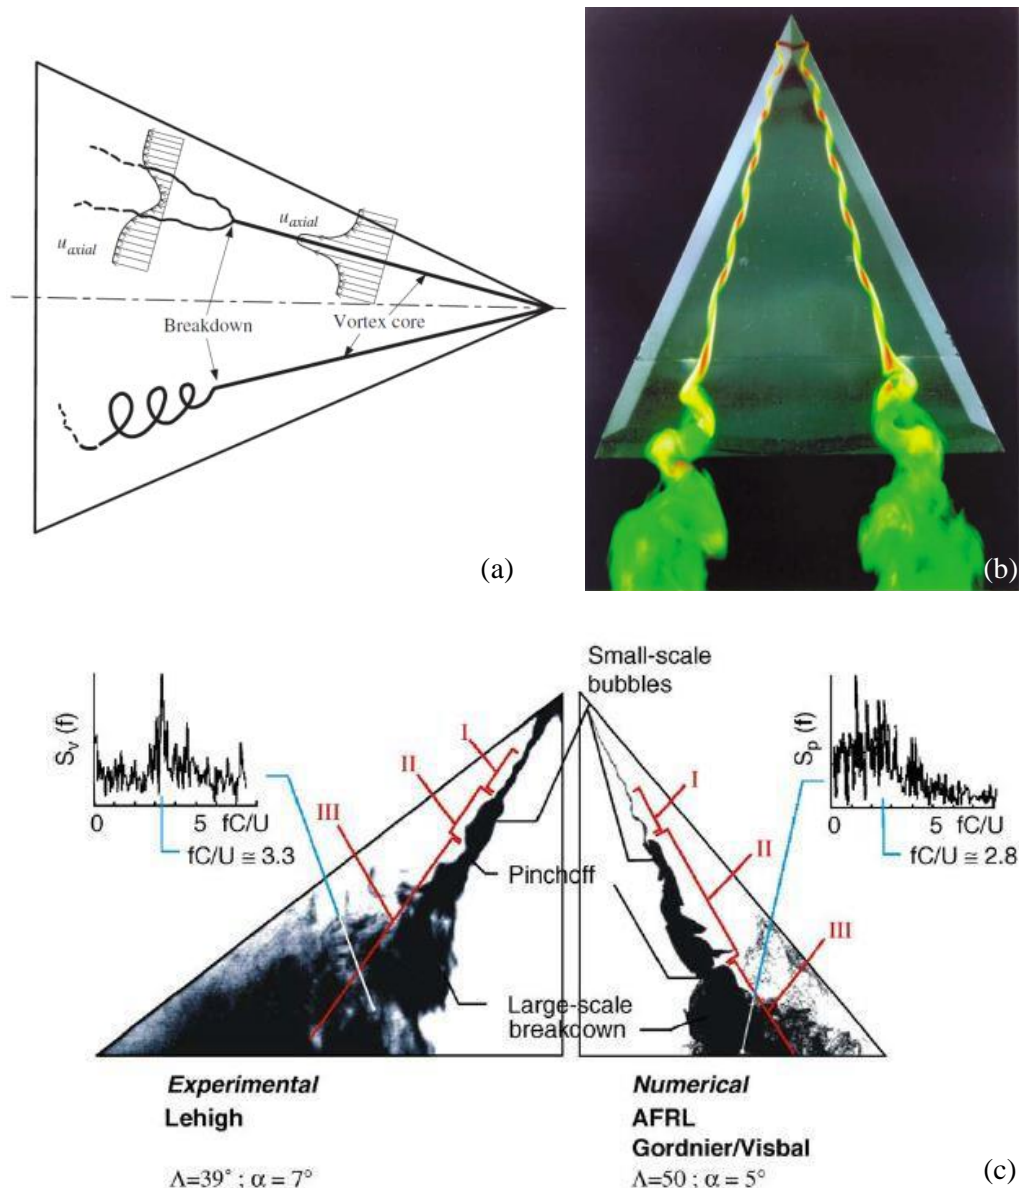 u_axial
u_axial
Breakdown
Vortex core
(a)
(b)
Small-scale
bubbles
S_v (f)
0 5 fC/U
fC/U ≅ 3.3
I
II
III
Pinchoff
Large-scale
breakdown
I
II
III
S_p (f)
0 5 fC/U
fC/U ≅ 2.8
Experimental
Lehigh
Λ=39° ; α = 7°
Numerical
AFRL
Gordnier/Visbal
Λ=50 ; α = 5°
(c)